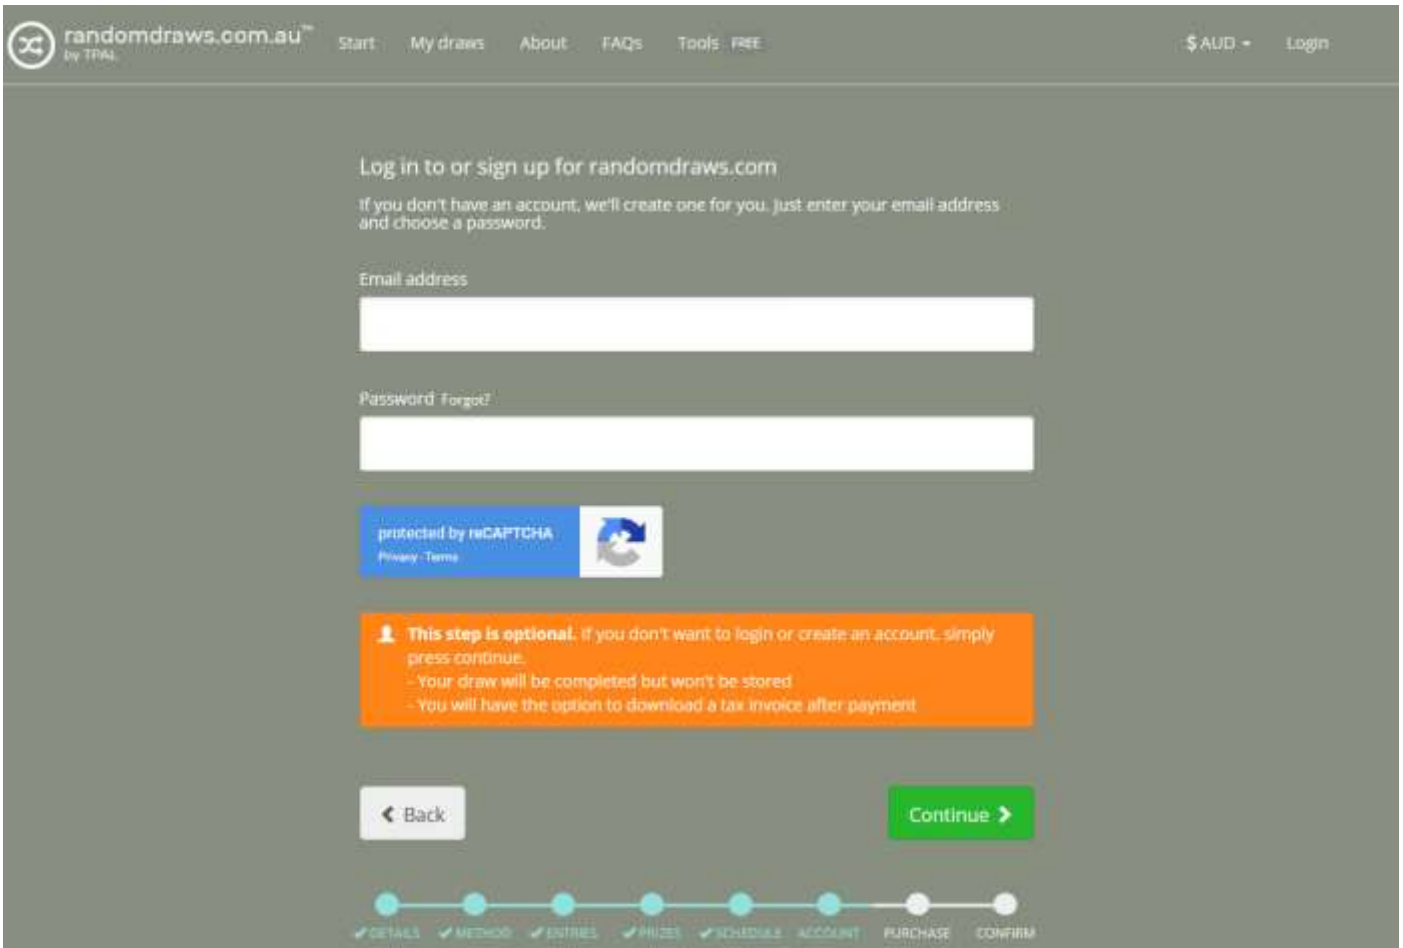 randomdraws.com.au™
by TPAL
Start My draws About FAQs Tools FREE $ AUD Login
Log in to or sign up for randomdraws.com
If you don't have an account, we'll create one for you. Just enter your email address
and choose a password.
Email address
Password Forgot?
protected by reCAPTCHA
Privacy - Terms
This step is optional. If you don't want to login or create an account, simply
press continue.
- Your draw will be completed but won't be stored
- You will have the option to download a tax invoice after payment
Back Continue
DETAILS METHOD ENTRIES PRIZES SCHEDULE ACCOUNT PURCHASE CONFIRM